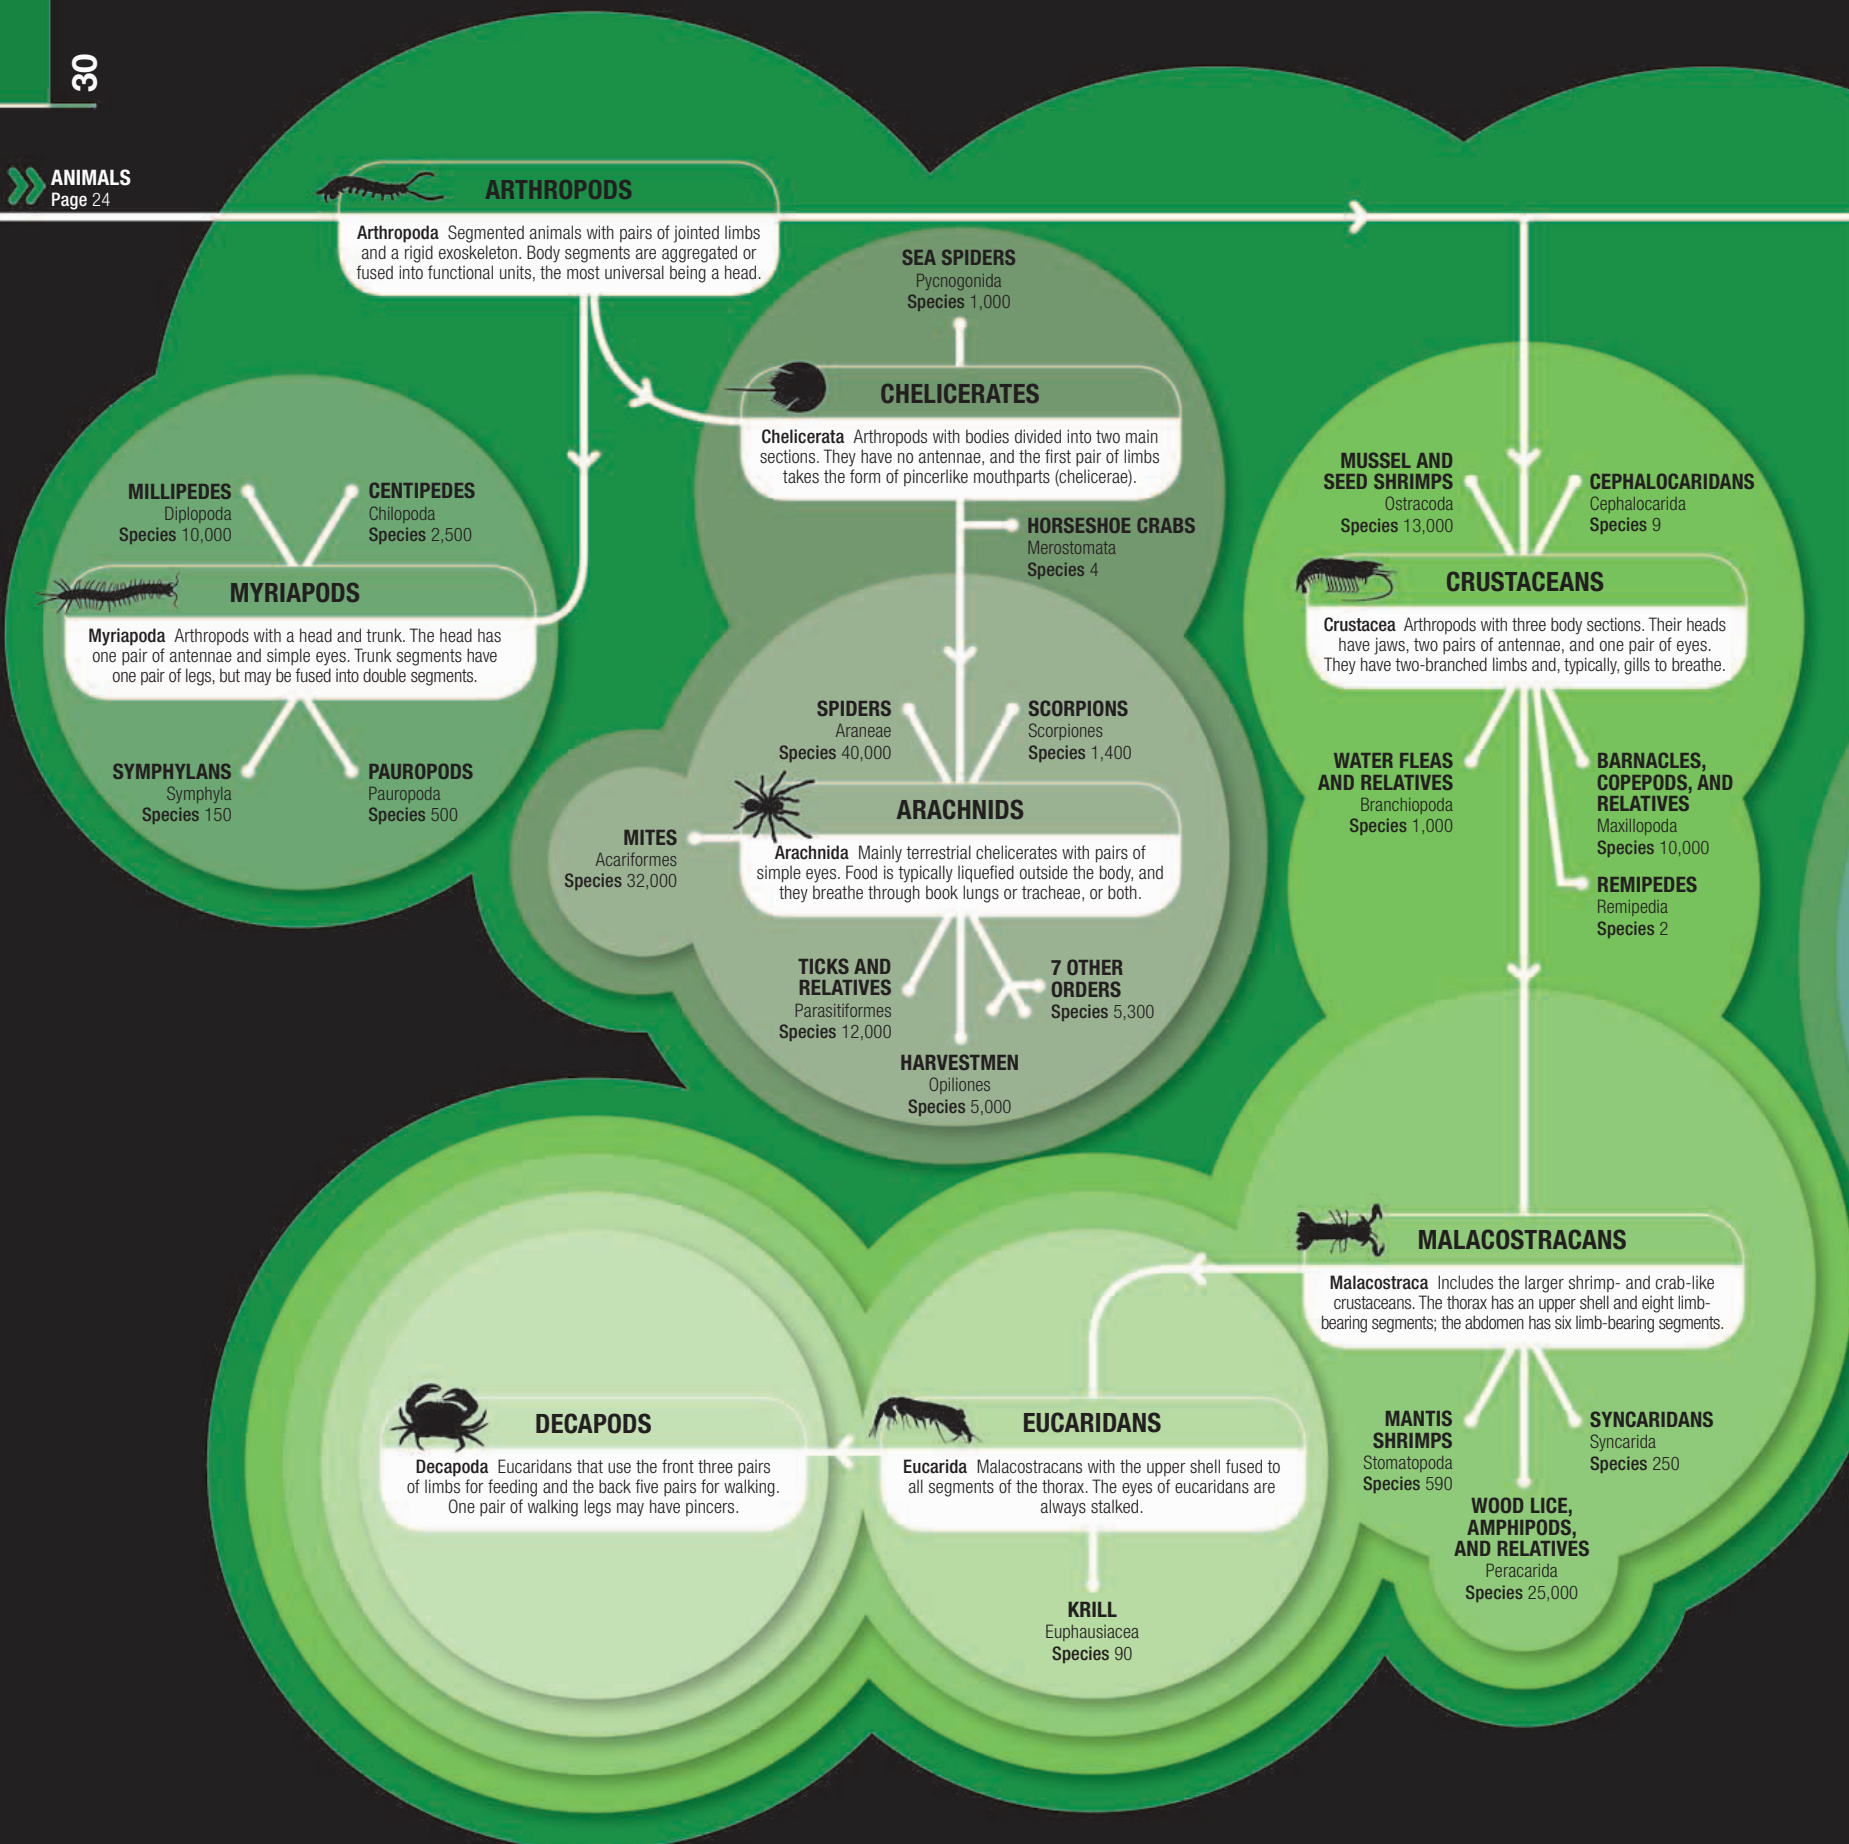 30
ANIMALS
Page 24
ARTHROPODS
Arthropoda Segmented animals with pairs of jointed limbs
and a rigid exoskeleton. Body segments are aggregated or
fused into functional units, the most universal being a head.
SEA SPIDERS
Pycnogonida
Species 1,000
CHELICERATES
Chelicerata Arthropods with bodies divided into two main
sections. They have no antennae, and the first pair of limbs
takes the form of pincerlike mouthparts (chelicerae).
HORSESHOE CRABS
Merostomata
Species 4
MILLIPEDES
Diplopoda
Species 10,000
CENTIPEDES
Chilopoda
Species 2,500
MYRIAPODS
Myriapoda Arthropods with a head and trunk. The head has
one pair of antennae and simple eyes. Trunk segments have
one pair of legs, but may be fused into double segments.
SYMPHYLANS
Symphyla
Species 150
PAUROPODS
Pauropoda
Species 500
SPIDERS
Araneae
Species 40,000
SCORPIONS
Scorpiones
Species 1,400
ARACHNIDS
Arachnida Mainly terrestrial chelicerates with pairs of
simple eyes. Food is typically liquefied outside the body, and
they breathe through book lungs or tracheae, or both.
MITES
Acariformes
Species 32,000
TICKS AND
RELATIVES
Parasitiformes
Species 12,000
7 OTHER
ORDERS
Species 5,300
HARVESTMEN
Opiliones
Species 5,000
MUSSEL AND
SEED SHRIMPS
Ostracoda
Species 13,000
CEPHALOCARIDANS
Cephalocarida
Species 9
CRUSTACEANS
Crustacea Arthropods with three body sections. Their heads
have jaws, two pairs of antennae, and one pair of eyes.
They have two-branched limbs and, typically, gills to breathe.
WATER FLEAS
AND RELATIVES
Branchiopoda
Species 1,000
BARNACLES,
COPEPODS, AND
RELATIVES
Maxillopoda
Species 10,000
REMIPEDES
Remipedia
Species 2
MALACOSTRACANS
Malacostraca Includes the larger shrimp- and crab-like
crustaceans. The thorax has an upper shell and eight limb-
bearing segments; the abdomen has six limb-bearing segments.
MANTIS
SHRIMPS
Stomatopoda
Species 590
SYNCARIDANS
Syncarida
Species 250
WOOD LICE,
AMPHIPODS,
AND RELATIVES
Peracarida
Species 25,000
EUCARIDANS
Eucarida Malacostracans with the upper shell fused to
all segments of the thorax. The eyes of eucaridans are
always stalked.
KRILL
Euphausiacea
Species 90
DECAPODS
Decapoda Eucaridans that use the front three pairs
of limbs for feeding and the back five pairs for walking.
One pair of walking legs may have pincers.